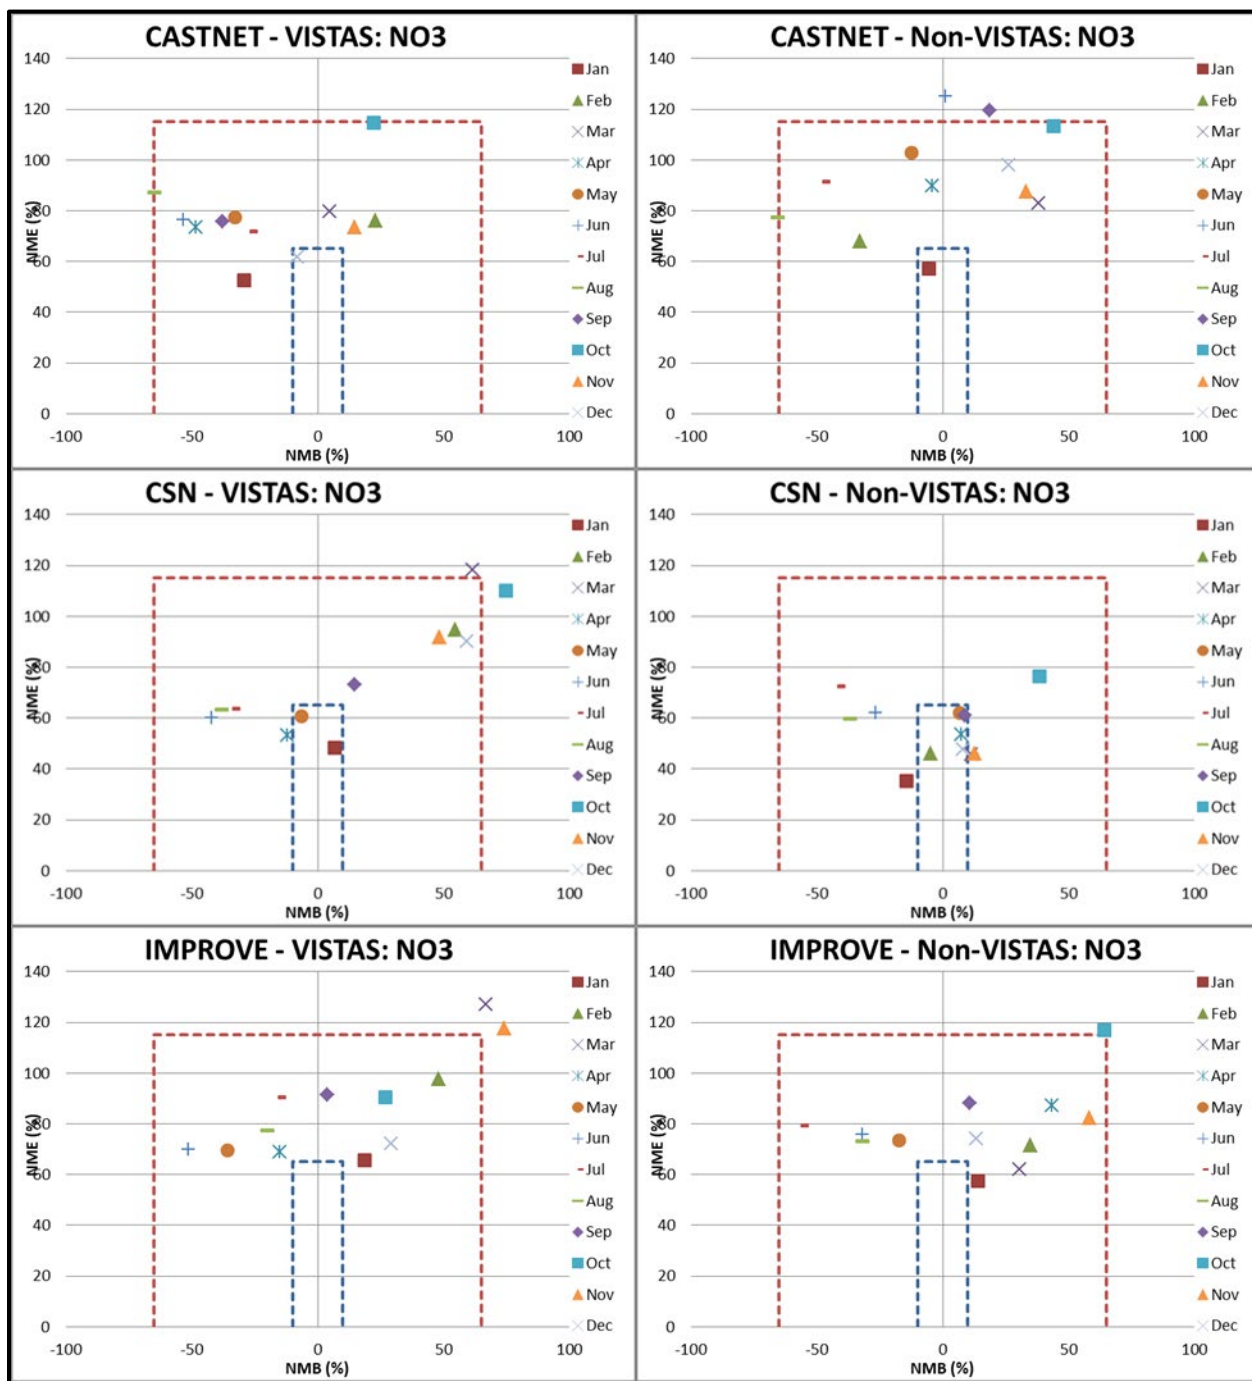 CASTNET - VISTAS: NO3
140
120
100
80
60
40
20
0
NME (%)
-100 -50 0 50 100
NMB (%)
Jan
Feb
Mar
Apr
May
Jun
Jul
Aug
Sep
Oct
Nov
Dec
CASTNET - Non-VISTAS: NO3
140
120
100
80
60
40
20
0
NME (%)
-100 -50 0 50 100
NMB (%)
Jan
Feb
Mar
Apr
May
Jun
Jul
Aug
Sep
Oct
Nov
Dec
CSN - VISTAS: NO3
140
120
100
80
60
40
20
0
NME (%)
-100 -50 0 50 100
NMB (%)
Jan
Feb
Mar
Apr
May
Jun
Jul
Aug
Sep
Oct
Nov
Dec
CSN - Non-VISTAS: NO3
140
120
100
80
60
40
20
0
NME (%)
-100 -50 0 50 100
NMB (%)
Jan
Feb
Mar
Apr
May
Jun
Jul
Aug
Sep
Oct
Nov
Dec
IMPROVE - VISTAS: NO3
140
120
100
80
60
40
20
0
NME (%)
-100 -50 0 50 100
NMB (%)
Jan
Feb
Mar
Apr
May
Jun
Jul
Aug
Sep
Oct
Nov
Dec
IMPROVE - Non-VISTAS: NO3
140
120
100
80
60
40
20
0
NME (%)
-100 -50 0 50 100
NMB (%)
Jan
Feb
Mar
Apr
May
Jun
Jul
Aug
Sep
Oct
Nov
Dec